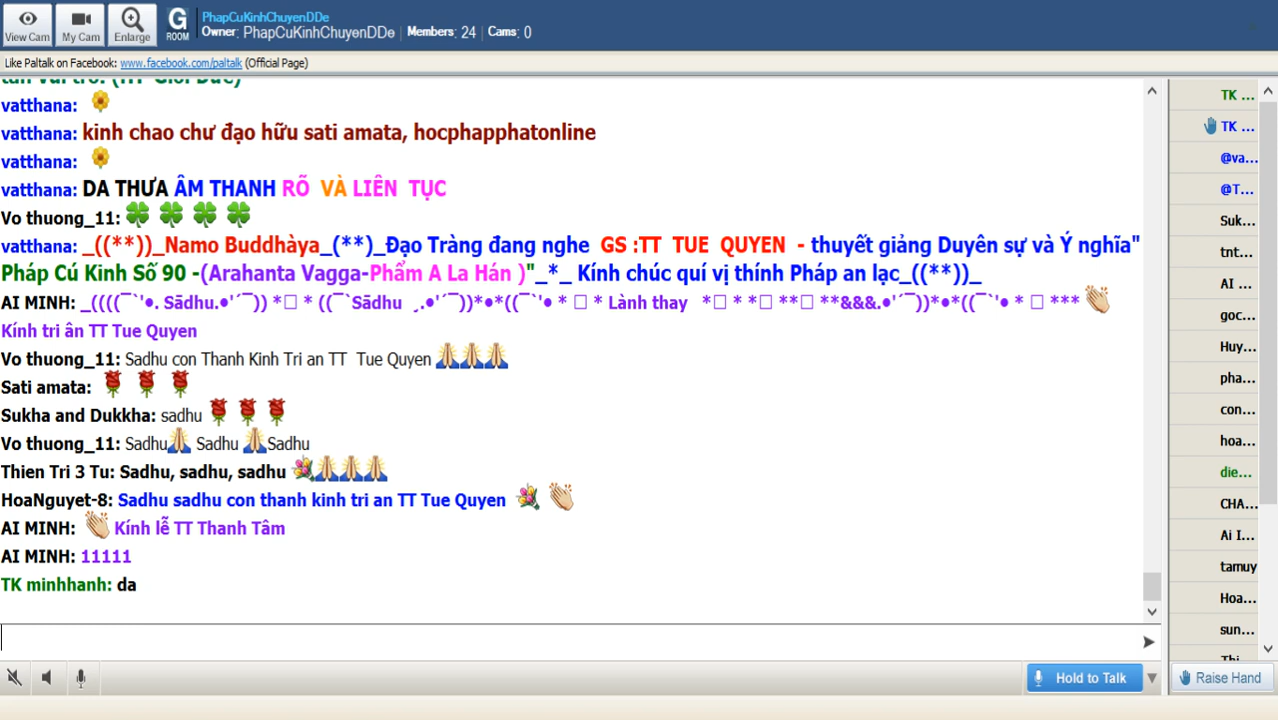 View Cam
My Cam
Enlarge
G ROOM
PhapCuKinhChuyenDDe
Owner: PhapCuKinhChuyenDDe | Members: 24 | Cams: 0
Like Paltalk on Facebook: www.facebook.com/paltalk (Official Page)
vatthana:
vatthana: kinh chao chư đạo hữu sati amata, hocphapphatonline
vatthana:
vatthana: DA THƯA ÂM THANH RÕ VÀ LIÊN TỤC
Vo thuong_11: 🍀 🍀 🍀 🍀
vatthana: _((**))_Namo Buddhàya_(**)_Đạo Tràng đang nghe GS :TT TUE QUYEN - thuyết giảng Duyên sự và Ý nghĩa"
Pháp Cú Kinh Số 90 -(Arahanta Vagga-Phẩm A La Hán )"_*_ Kính chúc quí vị thính Pháp an lạc_((**))_
AI MINH: _((((¯`'•. Sādhu.•'´¯)) *□ * ((¯`Sādhu ¸.•'´¯))*•*((¯`'• * □ * Lành thay *□ * *□ **□ **&&&.•'´¯))*•*((¯`'• * □ ***
Kính tri ân TT Tue Quyen
Vo thuong_11: Sadhu con Thanh Kinh Tri an TT Tue Quyen 🙏🙏🙏
Sati amata: 🌹 🌹 🌹
Sukha and Dukkha: sadhu 🌹 🌹 🌹
Vo thuong_11: Sadhu🙏 Sadhu 🙏Sadhu
Thien Tri 3 Tu: Sadhu, sadhu, sadhu 💐🙏🙏🙏
HoaNguyet-8: Sadhu sadhu con thanh kinh tri an TT Tue Quyen 💐 👏
AI MINH: 👏 Kính lễ TT Thanh Tâm
AI MINH: 11111
TK minhhanh: da
TK ...
TK ...
@va...
@T...
Suk...
tnt...
AI ...
goc...
Huy...
pha...
con...
hoa...
die...
CHA...
Ai I...
tamuy
Hoa...
sun...
Hold to Talk
Raise Hand